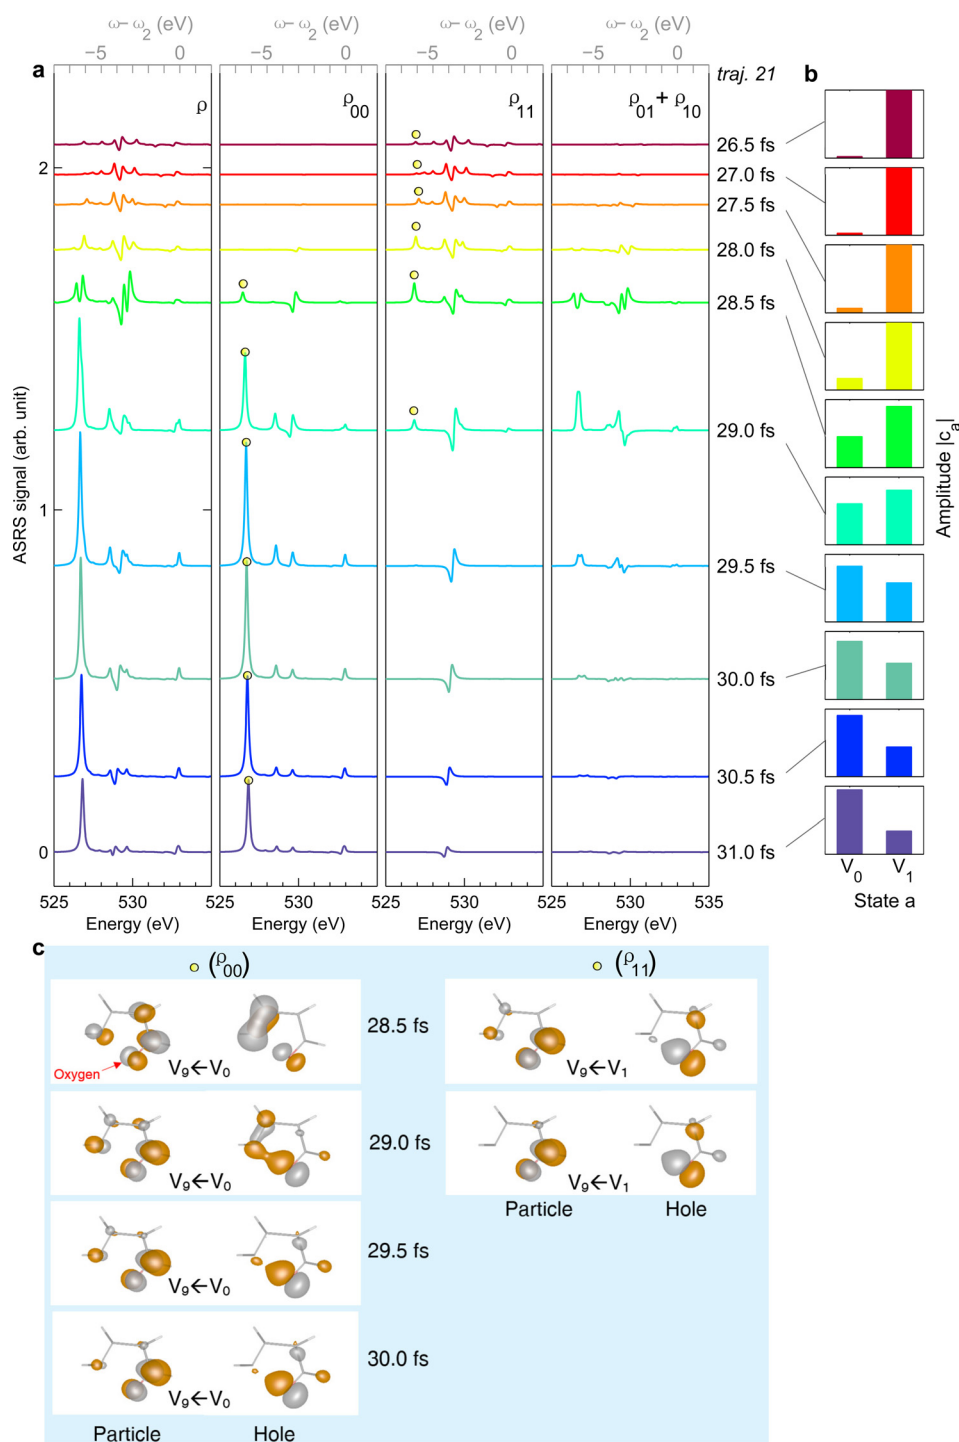 ω−ω2 (eV) ω−ω2 (eV) ω−ω2 (eV) ω−ω2 (eV)
−5 0 −5 0 −5 0 −5 0
a ρ ρ00 ρ11 ρ01 + ρ10 traj. 21 b
26.5 fs
2
27.0 fs
27.5 fs
28.0 fs
28.5 fs
29.0 fs
1
29.5 fs
30.0 fs
30.5 fs
31.0 fs
0
ASRS signal (arb. unit)
Amplitude |ca|
V0 V1
State a
525 530 525 530 525 530 525 530 535
Energy (eV) Energy (eV) Energy (eV) Energy (eV)
c (ρ00) (ρ11)
28.5 fs
Oxygen
V9←V0 V9←V1
29.0 fs
V9←V0 V9←V1
Particle Hole
29.5 fs
V9←V0
30.0 fs
V9←V0
Particle Hole